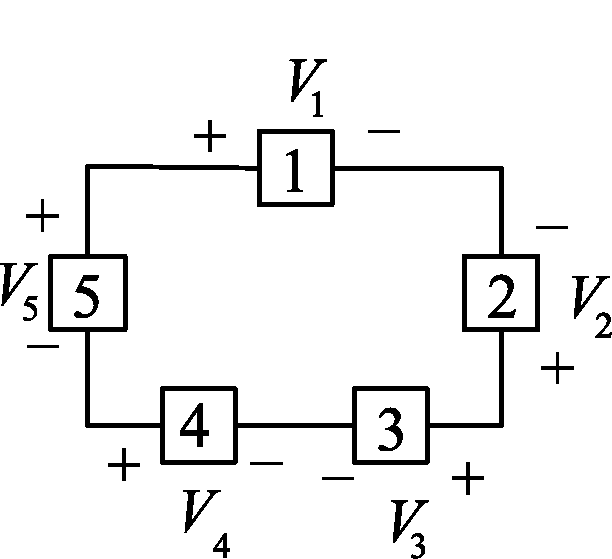 V₁
+ 1 −
+ −
V₅ 5 2 V₂
− +
4 3
+ − − +
V₄ V₃